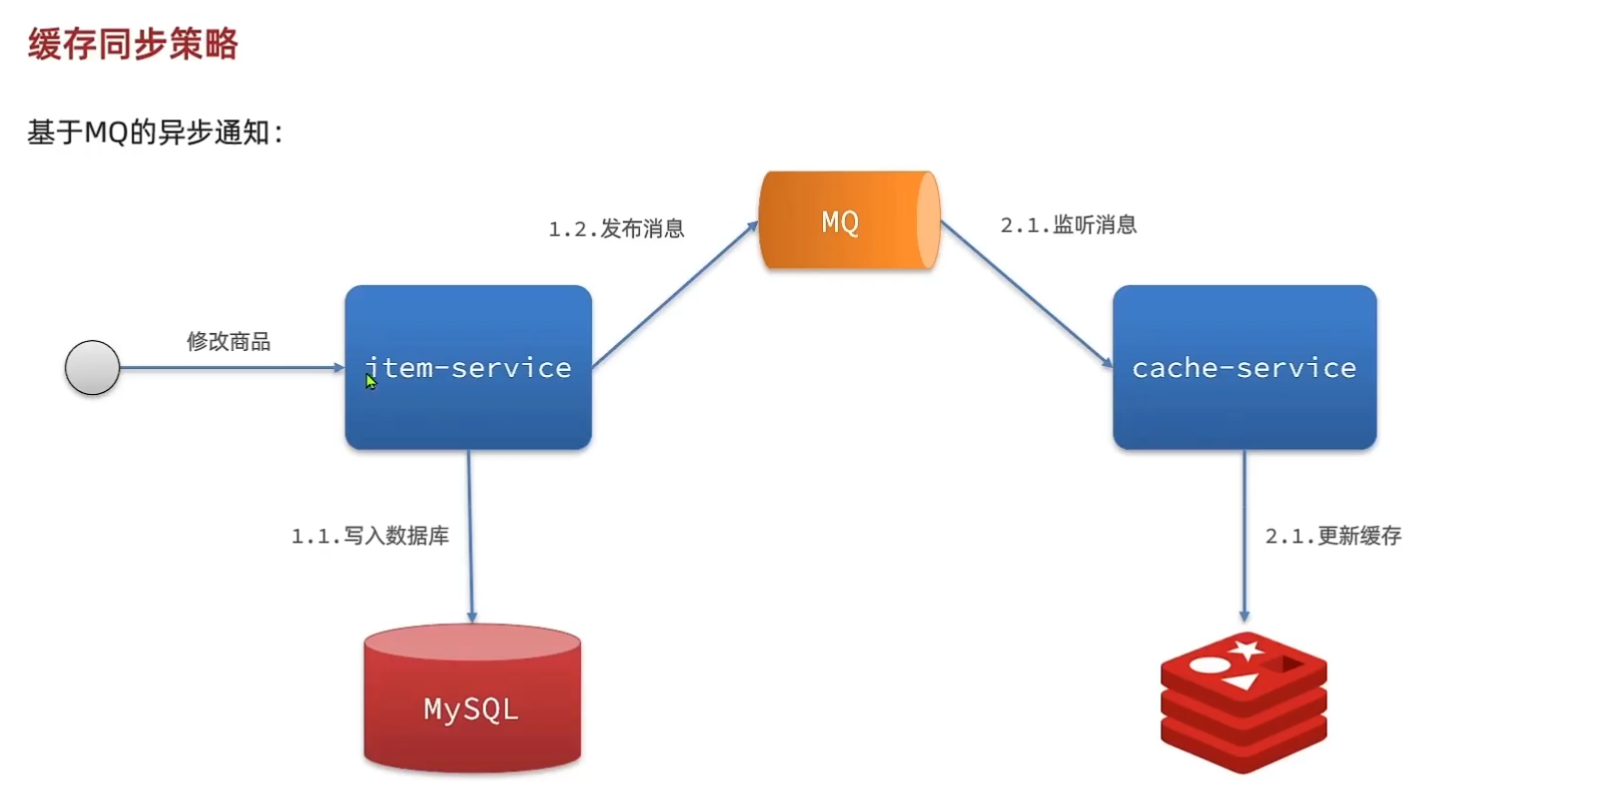 缓存同步策略
基于MQ的异步通知：
MQ
1.2.发布消息
2.1.监听消息
修改商品
item-service
cache-service
1.1.写入数据库
2.1.更新缓存
MySQL